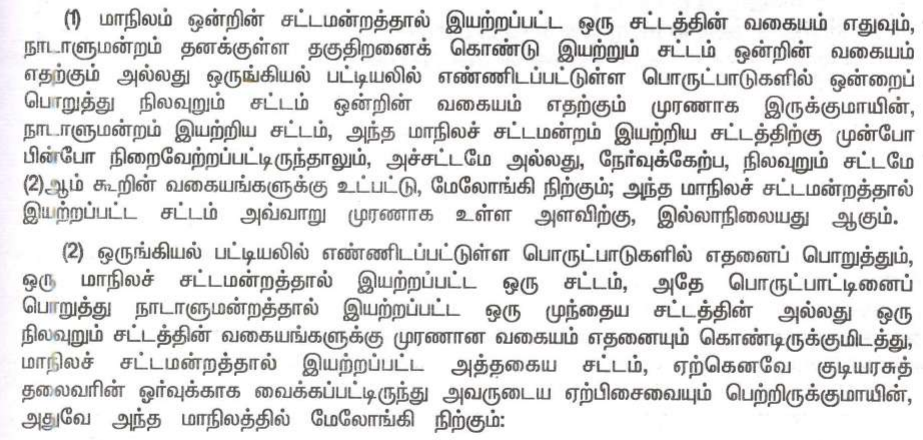 (1) மாநிலம் ஒன்றின் சட்டமன்றத்தால் இயற்றப்பட்ட ஒரு சட்டத்தின் வகையம் எதுவும்,
நாடாளுமன்றம் தனக்குள்ள தகுதிறனைக் கொண்டு இயற்றும் சட்டம் ஒன்றின் வகையம்
எதற்கும் அல்லது ஒருங்கியல் பட்டியலில் எண்ணிடப்பட்டுள்ள பொருட்பாடுகளில் ஒன்றைப்
பொறுத்து நிலவுறும் சட்டம் ஒன்றின் வகையம் எதற்கும் முரணாக இருக்குமாயின்,
நாடாளுமன்றம் இயற்றிய சட்டம், அந்த மாநிலச் சட்டமன்றம் இயற்றிய சட்டத்திற்கு முன்போ
பின்போ நிறைவேற்றப்பட்டிருந்தாலும், அச்சட்டமே அல்லது, நேர்வுக்கேற்ப, நிலவுறும் சட்டமே
(2)ஆம் கூறின் வகையங்களுக்கு உட்பட்டு, மேலோங்கி நிற்கும்; அந்த மாநிலச் சட்டமன்றத்தால்
இயற்றப்பட்ட சட்டம் அவ்வாறு முரணாக உள்ள அளவிற்கு, இல்லாநிலையது ஆகும்.
(2) ஒருங்கியல் பட்டியலில் எண்ணிடப்பட்டுள்ள பொருட்பாடுகளில் எதனைப் பொறுத்தும்,
ஒரு மாநிலச் சட்டமன்றத்தால் இயற்றப்பட்ட ஒரு சட்டம், அதே பொருட்பாட்டினைப்
பொறுத்து நாடாளுமன்றத்தால் இயற்றப்பட்ட ஒரு முந்தைய சட்டத்தின் அல்லது ஒரு
நிலவுறும் சட்டத்தின் வகையங்களுக்கு முரணான வகையம் எதனையும் கொண்டிருக்குமிடத்து,
மாநிலச் சட்டமன்றத்தால் இயற்றப்பட்ட அத்தகைய சட்டம், ஏற்கெனவே குடியரசுத்
தலைவரின் ஓர்வுக்காக வைக்கப்பட்டிருந்து அவருடைய ஏற்பிசைவையும் பெற்றிருக்குமாயின்,
அதுவே அந்த மாநிலத்தில் மேலோங்கி நிற்கும்: